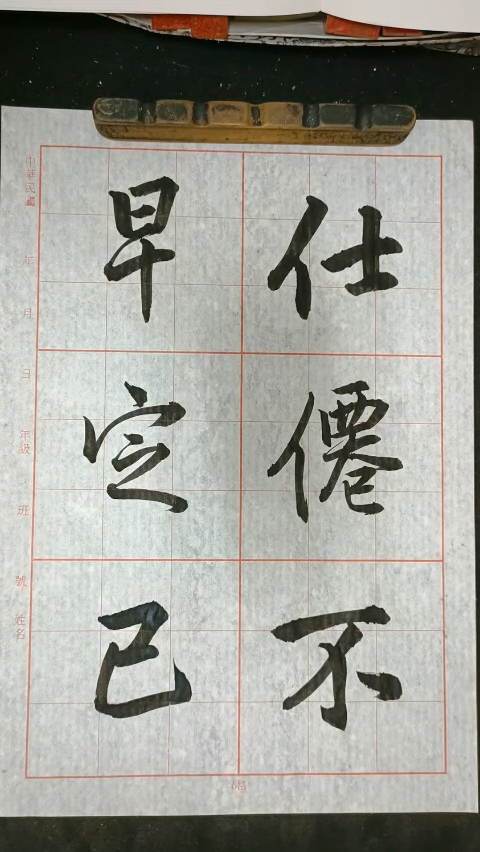 仕僊不
早定已
中華民國
年
月
日
年級
班
號
姓名